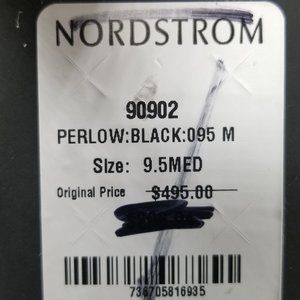 NORDSTROM
90902
PERLOW:BLACK:095 M
Size: 9.5MED
Original Price $495.00
736705816935